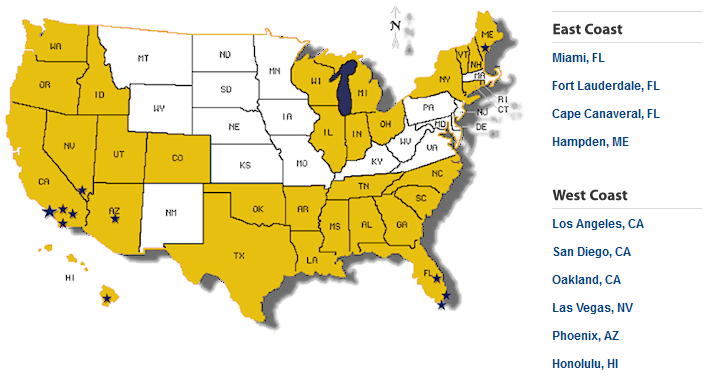 WA
MT
ND
MN
ME
N
OR
ID
WY
SD
WI
MI
NY
VT
NH
MA
RI
CT
NV
UT
CO
NE
IA
IL
IN
OH
PA
NJ
MD
DE
CA
AZ
NM
KS
MO
KY
WV
VA
OK
AR
TN
NC
SC
TX
LA
MS
AL
GA
FL
HI
East Coast
Miami, FL
Fort Lauderdale, FL
Cape Canaveral, FL
Hampden, ME
West Coast
Los Angeles, CA
San Diego, CA
Oakland, CA
Las Vegas, NV
Phoenix, AZ
Honolulu, HI